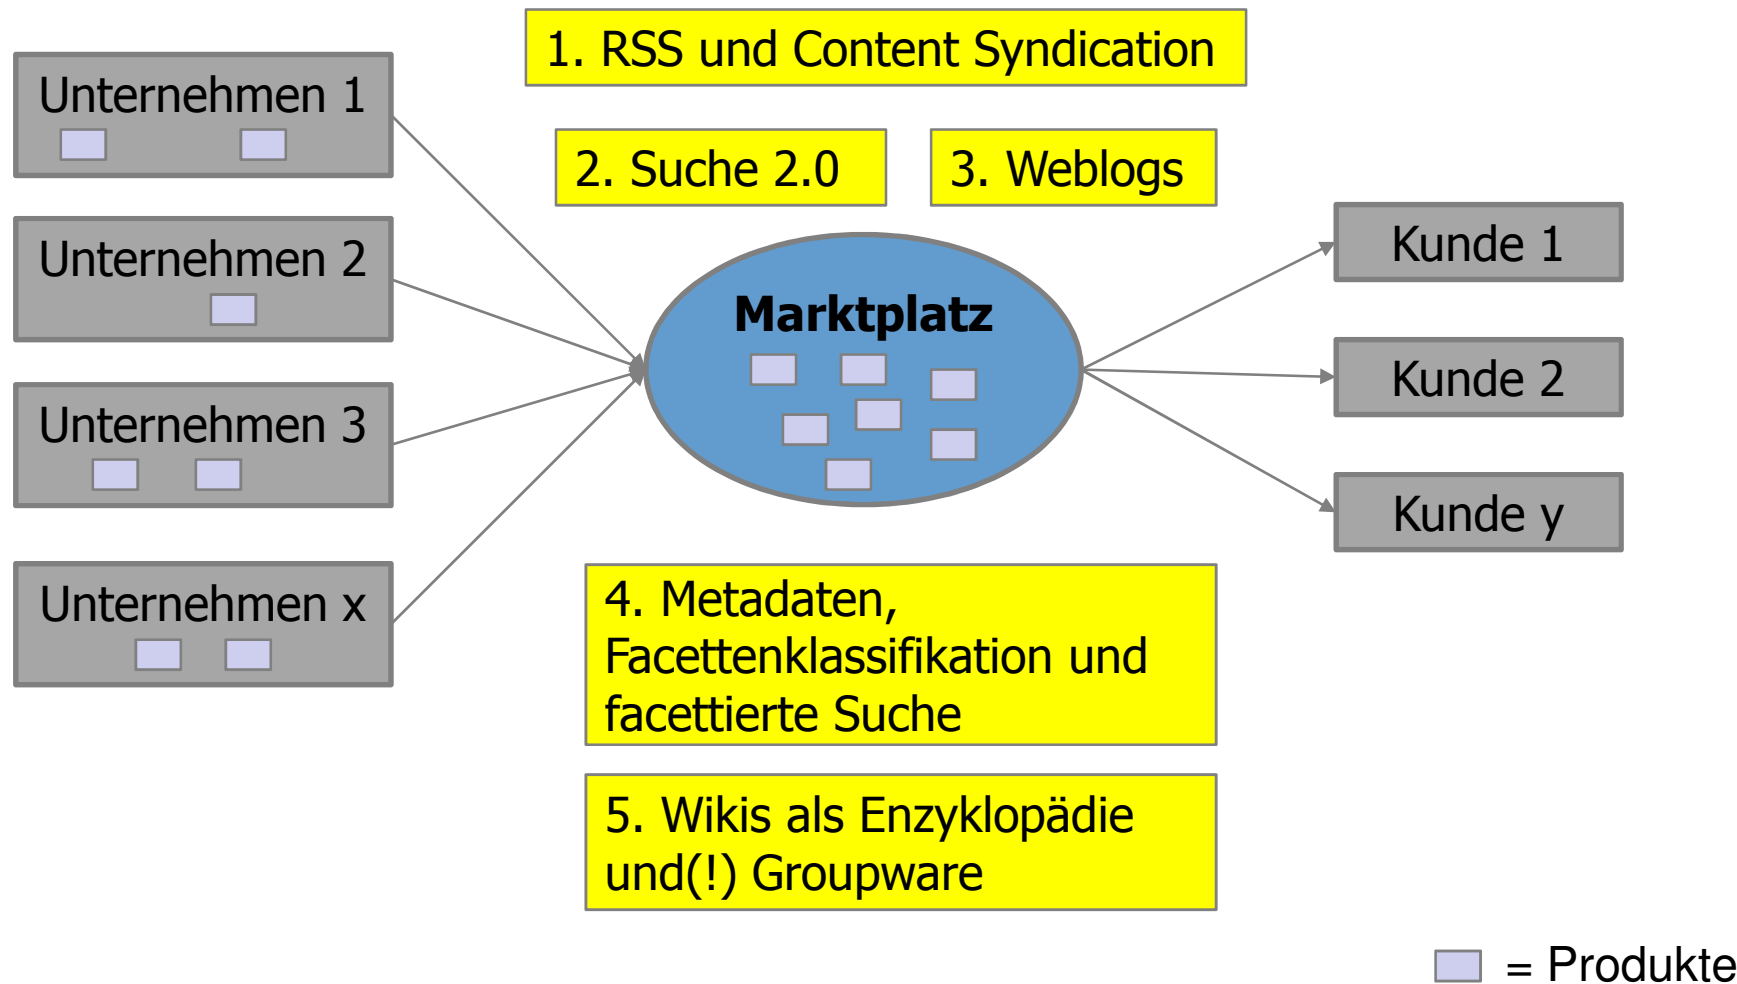 1. RSS und Content Syndication
Unternehmen 1
2. Suche 2.0
3. Weblogs
Unternehmen 2
Kunde 1
Marktplatz
Unternehmen 3
Kunde 2
Kunde y
Unternehmen x
4. Metadaten,
Facettenklassifikation und
facettierte Suche
5. Wikis als Enzyklopädie
und(!) Groupware
= Produkte